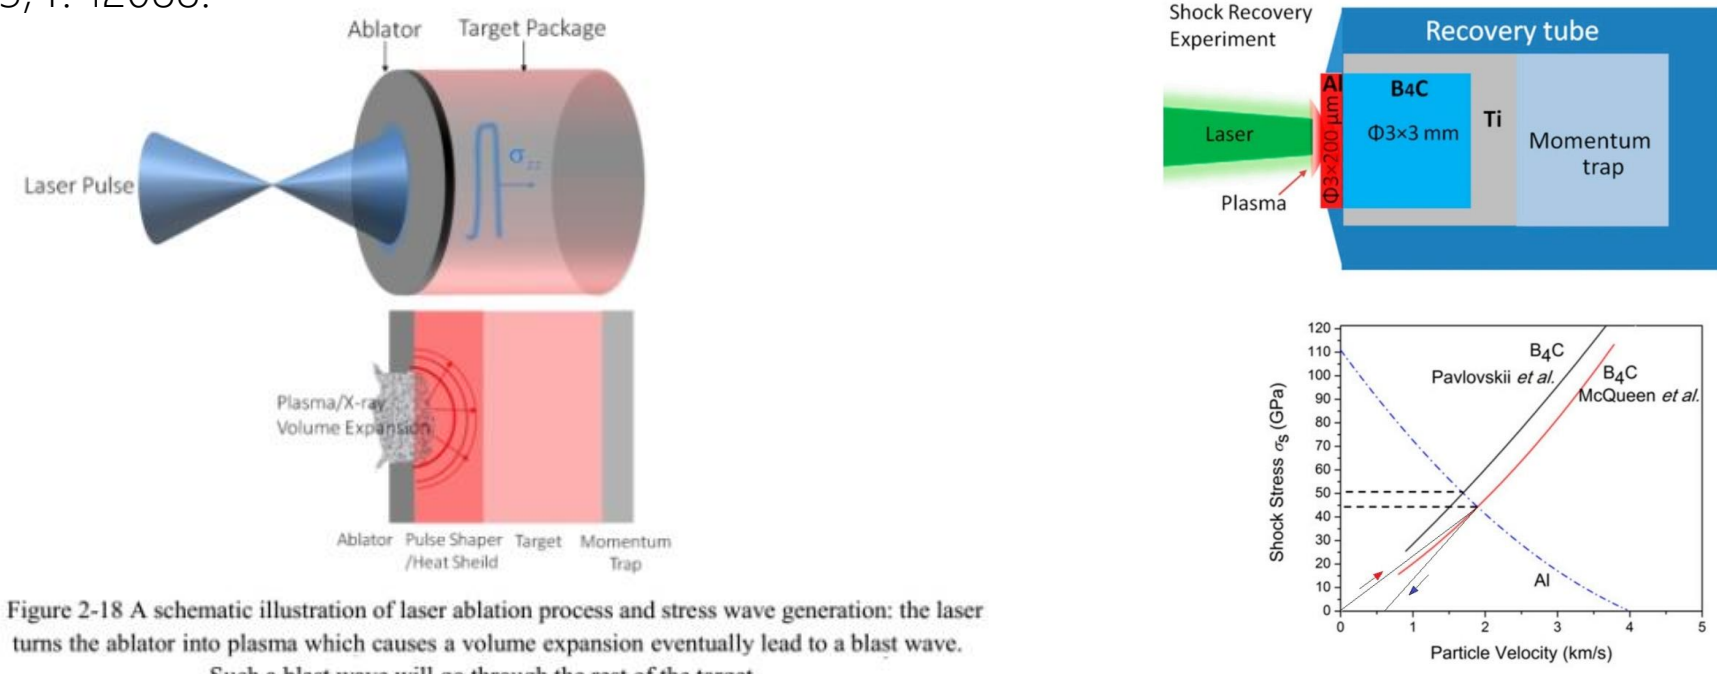 Ablator
Target Package
Laser Pulse
σzz
Plasma/X-ray
Volume Expansion
Ablator
Pulse Shaper
/Heat Sheild
Target
Momentum
Trap
Figure 2-18 A schematic illustration of laser ablation process and stress wave generation: the laser
turns the ablator into plasma which causes a volume expansion eventually lead to a blast wave.
Shock Recovery
Experiment
Recovery tube
Laser
Plasma
Al
Φ3×200 μm
B4C
Φ3×3 mm
Ti
Momentum
trap
Shock Stress σs (GPa)
120
110
100
90
80
70
60
50
40
30
20
10
0
B4C
Pavlovskii et al.
B4C
McQueen et al.
Al
0 1 2 3 4 5
Particle Velocity (km/s)